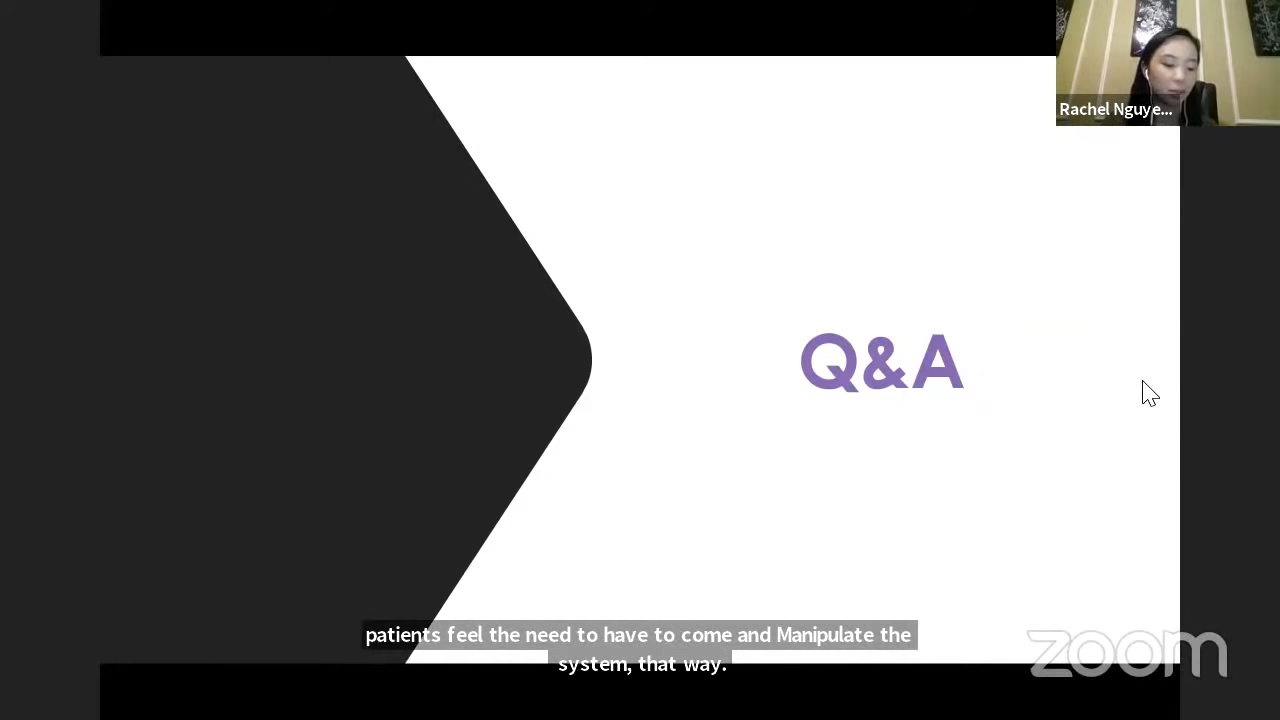 Rachel Nguye...
Q&A
patients feel the need to have to come and Manipulate the
system, that way.
zoom